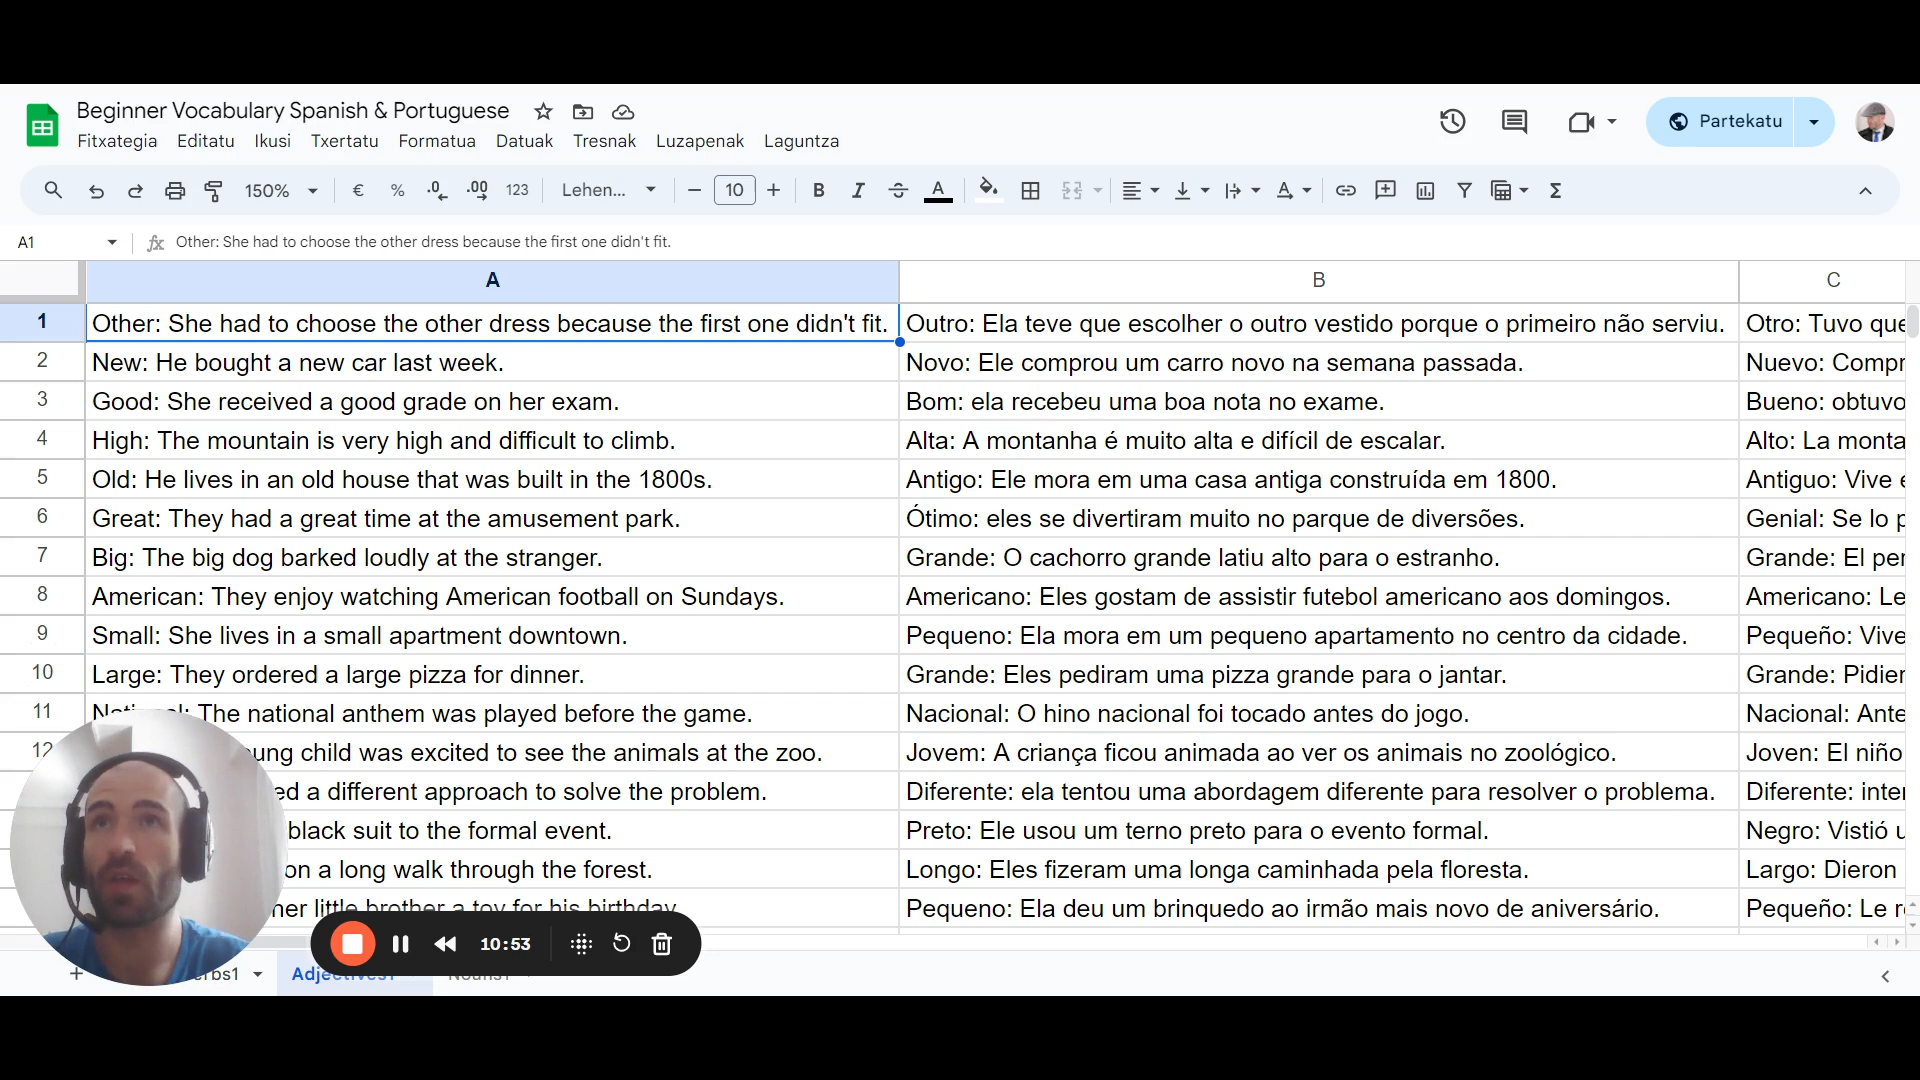 Beginner Vocabulary Spanish & Portuguese
Fitxategia Editatu Ikusi Txertatu Formatua Datuak Tresnak Luzapenak Laguntza
Partekatu
150% € % .0 .00 123 Lehen... 10 B I A Σ
A1 fx Other: She had to choose the other dress because the first one didn't fit.
A B C
1 Other: She had to choose the other dress because the first one didn't fit. Outro: Ela teve que escolher o outro vestido porque o primeiro não serviu. Otro: Tuvo que
2 New: He bought a new car last week. Novo: Ele comprou um carro novo na semana passada. Nuevo: Compr
3 Good: She received a good grade on her exam. Bom: ela recebeu uma boa nota no exame. Bueno: obtuvo
4 High: The mountain is very high and difficult to climb. Alta: A montanha é muito alta e difícil de escalar. Alto: La monta
5 Old: He lives in an old house that was built in the 1800s. Antigo: Ele mora em uma casa antiga construída em 1800. Antiguo: Vive
6 Great: They had a great time at the amusement park. Ótimo: eles se divertiram muito no parque de diversões. Genial: Se lo
7 Big: The big dog barked loudly at the stranger. Grande: O cachorro grande latiu alto para o estranho. Grande: El per
8 American: They enjoy watching American football on Sundays. Americano: Eles gostam de assistir futebol americano aos domingos. Americano: Le
9 Small: She lives in a small apartment downtown. Pequeno: Ela mora em um pequeno apartamento no centro da cidade. Pequeño: Vive
10 Large: They ordered a large pizza for dinner. Grande: Eles pediram uma pizza grande para o jantar. Grande: Pidier
11 National: The national anthem was played before the game. Nacional: O hino nacional foi tocado antes do jogo. Nacional: Ante
12 ung child was excited to see the animals at the zoo. Jovem: A criança ficou animada ao ver os animais no zoológico. Joven: El niño
ed a different approach to solve the problem. Diferente: ela tentou uma abordagem diferente para resolver o problema. Diferente: inter
black suit to the formal event. Preto: Ele usou um terno preto para o evento formal. Negro: Vistió
on a long walk through the forest. Longo: Eles fizeram uma longa caminhada pela floresta. Largo: Dieron
her little brother a toy for his birthday. Pequeno: Ela deu um brinquedo ao irmão mais novo de aniversário. Pequeño: Le
10:53
rbs1 Adjectives1 Nouns1